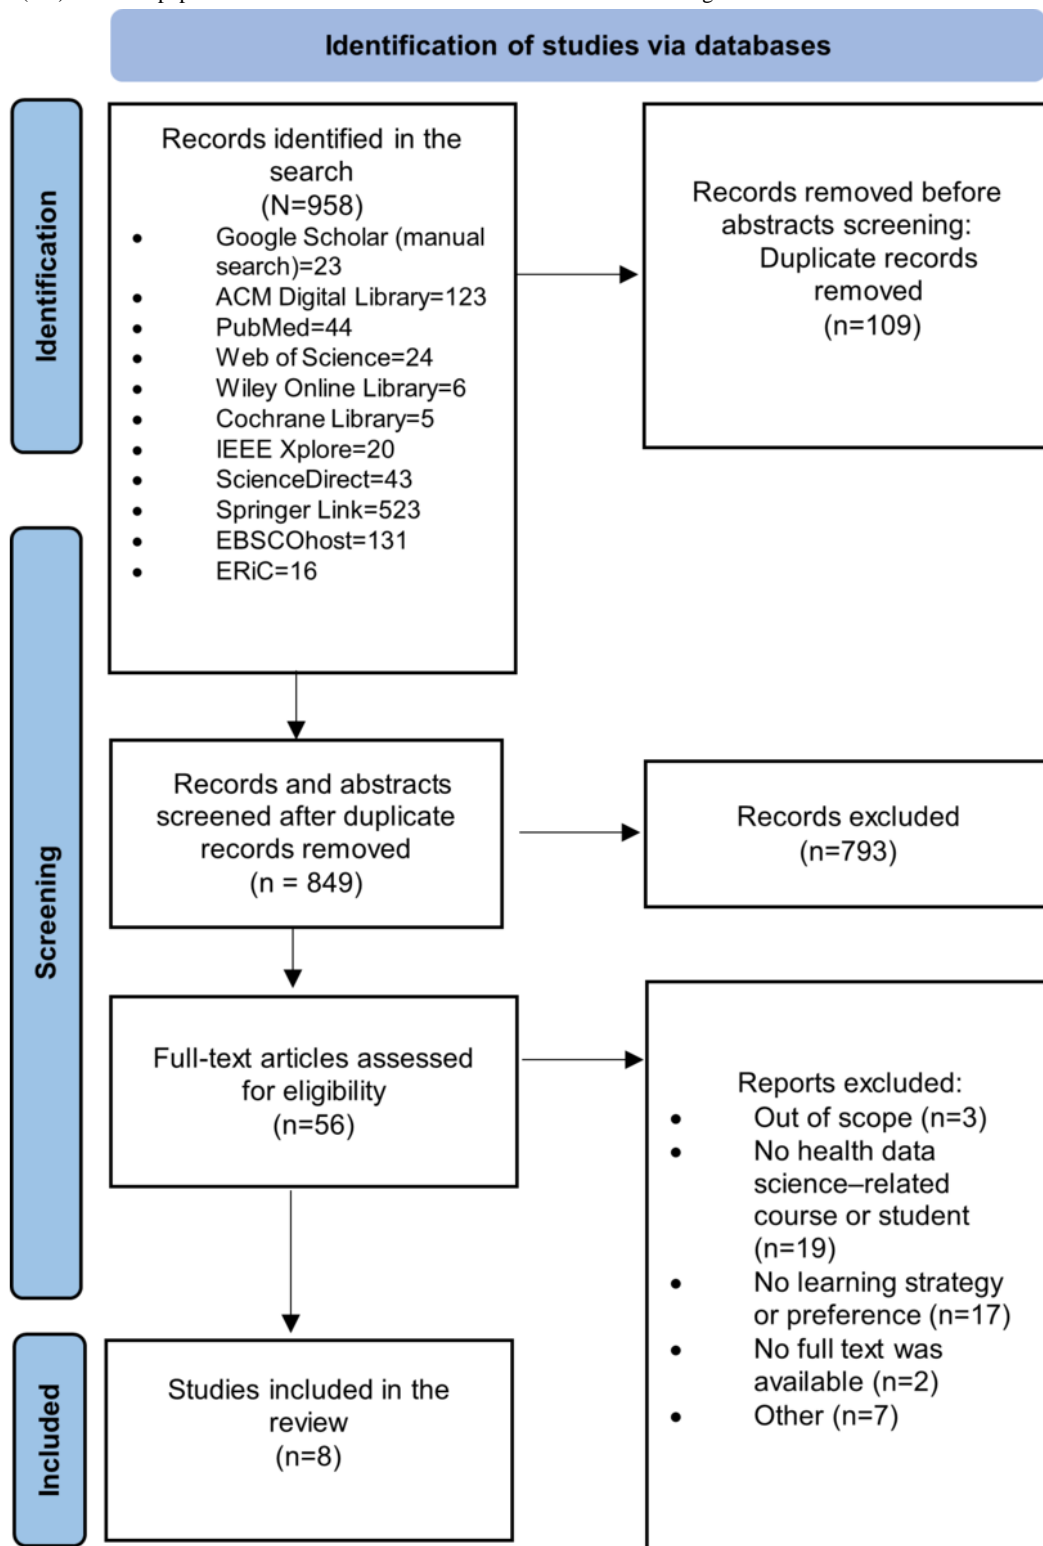 Identification of studies via databases
Identification
Records identified in the
search
(N=958)
• Google Scholar (manual
search)=23
• ACM Digital Library=123
• PubMed=44
• Web of Science=24
• Wiley Online Library=6
• Cochrane Library=5
• IEEE Xplore=20
• ScienceDirect=43
• Springer Link=523
• EBSCOhost=131
• ERiC=16
Records removed before
abstracts screening:
Duplicate records
removed
(n=109)
Screening
Records and abstracts
screened after duplicate
records removed
(n = 849)
Records excluded
(n=793)
Full-text articles assessed
for eligibility
(n=56)
Reports excluded:
• Out of scope (n=3)
• No health data
science–related
course or student
(n=19)
• No learning strategy
or preference (n=17)
• No full text was
available (n=2)
• Other (n=7)
Included
Studies included in the
review
(n=8)